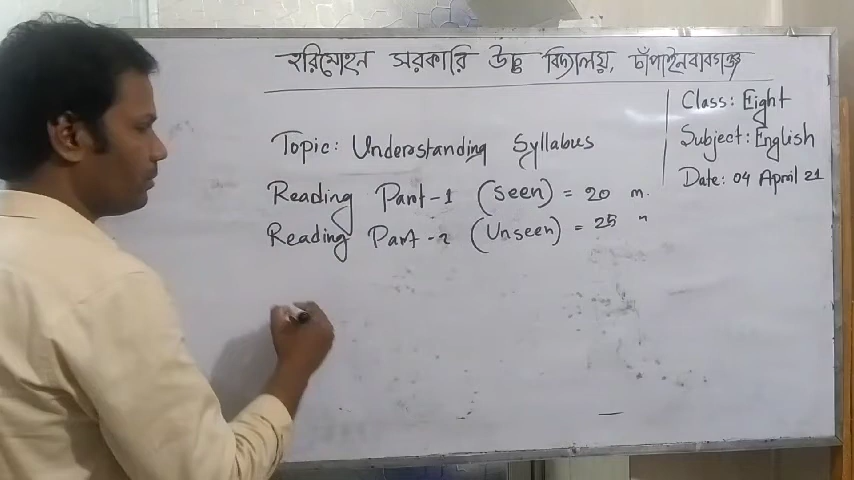 হরিমোহন সরকারি উচ্চ বিদ্যালয়, চাঁপাইনবাবগঞ্জ
Class: Eight
Subject: English
Date: 04 April 21
Topic: Understanding Syllabus
Reading Part-1 (Seen) = 20 m.
Reading Part-2 (Unseen) = 25 "